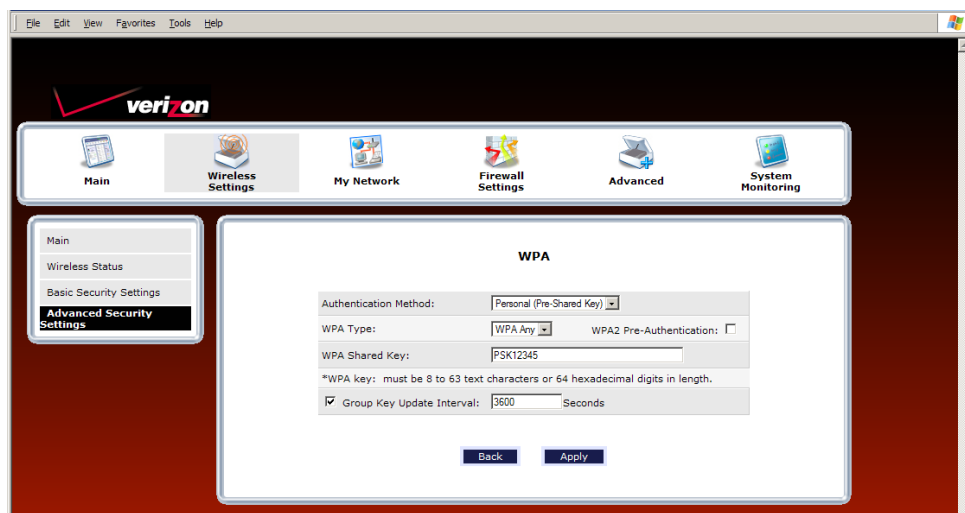 File Edit View Favorites Tools Help
verizon
Main
Wireless
Settings
My Network
Firewall
Settings
Advanced
System
Monitoring
Main
Wireless Status
Basic Security Settings
Advanced Security
Settings
WPA
Authentication Method: Personal (Pre-Shared Key)
WPA Type: WPA Any WPA2 Pre-Authentication:
WPA Shared Key: PSK12345
*WPA key: must be 8 to 63 text characters or 64 hexadecimal digits in length.
Group Key Update Interval: 3600 Seconds
Back Apply